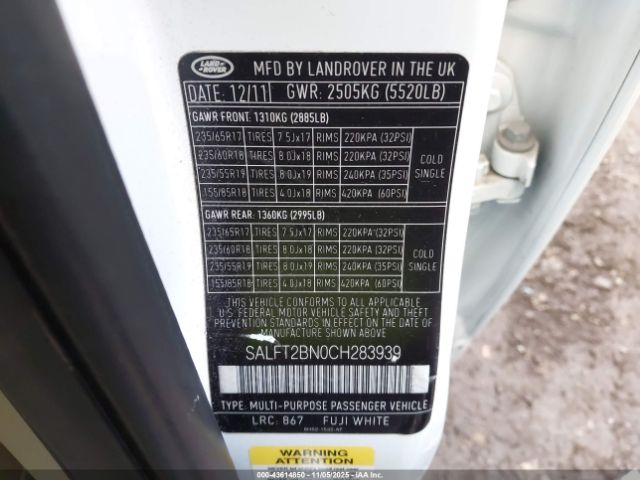 LAND ROVER
MFD BY LANDROVER IN THE UK
DATE: 12/11 GWR: 2505KG (5520LB)
GAWR FRONT: 1310KG (2885LB)
235/65R17 TIRES 7.5Jx17 RIMS 220KPA (32PSI)
235/60R18 TIRES 8.0Jx18 RIMS 220KPA (32PSI)
235/55R19 TIRES 8.0Jx19 RIMS 240KPA (35PSI)
155/85R18 TIRES 4.0Jx18 RIMS 420KPA (60PSI)
COLD
SINGLE
GAWR REAR: 1360KG (2995LB)
235/65R17 TIRES 7.5Jx17 RIMS 220KPA (32PSI)
235/60R18 TIRES 8.0Jx18 RIMS 220KPA (32PSI)
235/55R19 TIRES 8.0Jx19 RIMS 240KPA (35PSI)
155/85R18 TIRES 4.0Jx18 RIMS 420KPA (60PSI)
COLD
SINGLE
THIS VEHICLE CONFORMS TO ALL APPLICABLE
U.S. FEDERAL MOTOR VEHICLE SAFETY AND THEFT
PREVENTION STANDARDS IN EFFECT ON THE DATE
OF MANUFACTURE SHOWN ABOVE.
SALFT2BN0CH283939
TYPE: MULTI-PURPOSE PASSENGER VEHICLE
LRC: 867 FUJI WHITE
WARNING
ATTENTION
43614850 11/05/2025 Copyright © 2025 IAA, LLC